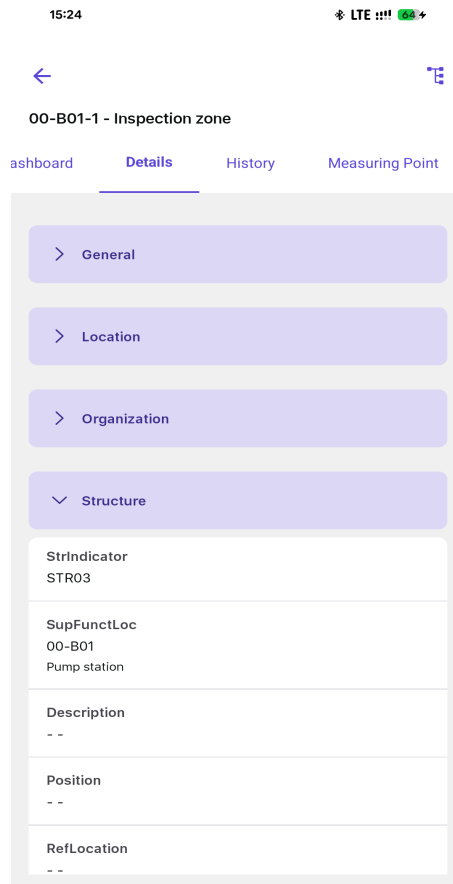 15:24
LTE
64
00-B01-1 - Inspection zone
ashboard
Details
History
Measuring Point
General
Location
Organization
Structure
StrIndicator
STR03
SupFunctLoc
00-B01
Pump station
Description
- -
Position
- -
RefLocation
- -